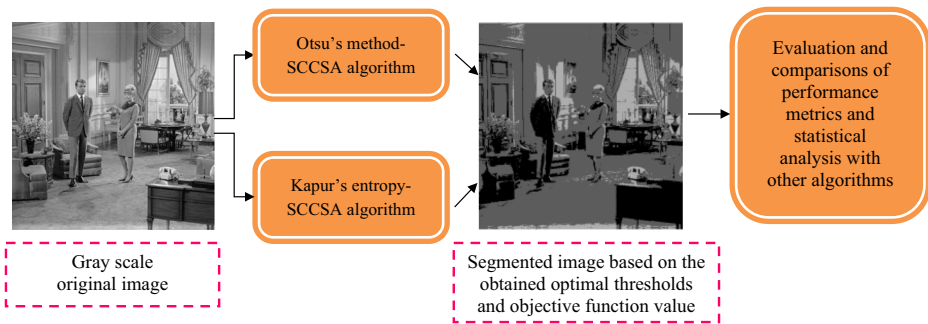 Otsu's method-
SCCSA algorithm
Kapur's entropy-
SCCSA algorithm
Evaluation and
comparisons of
performance
metrics and
statistical
analysis with
other algorithms
Gray scale
original image
Segmented image based on the
obtained optimal thresholds
and objective function value